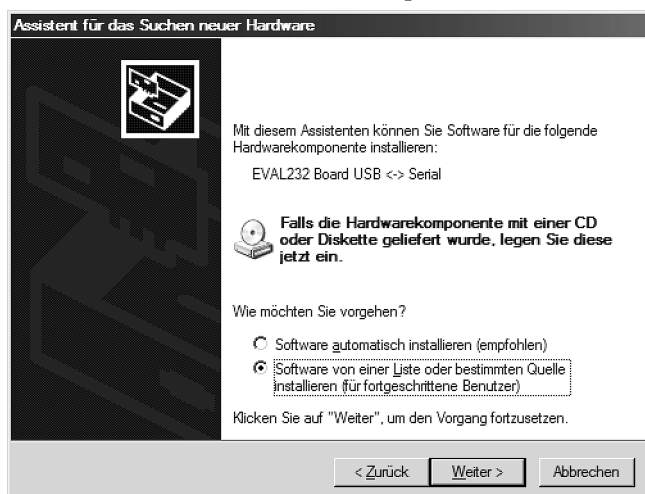 Assistent für das Suchen neuer Hardware
Mit diesem Assistenten können Sie Software für die folgende
Hardwarekomponente installieren:
EVAL232 Board USB <-> Serial
Falls die Hardwarekomponente mit einer CD
oder Diskette geliefert wurde, legen Sie diese
jetzt ein.
Wie möchten Sie vorgehen?
Software automatisch installieren (empfohlen)
Software von einer Liste oder bestimmten Quelle
installieren (für fortgeschrittene Benutzer)
Klicken Sie auf "Weiter", um den Vorgang fortzusetzen.
< Zurück Weiter > Abbrechen